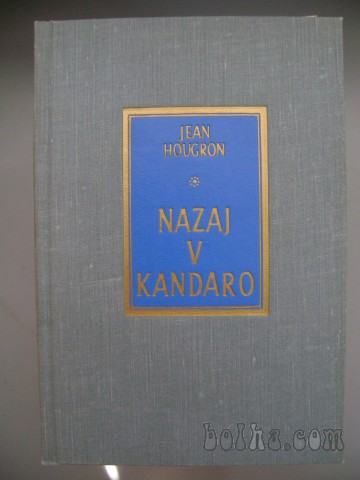 JEAN
HOUGRON
*
NAZAJ
V
KANDARO
bolha.com